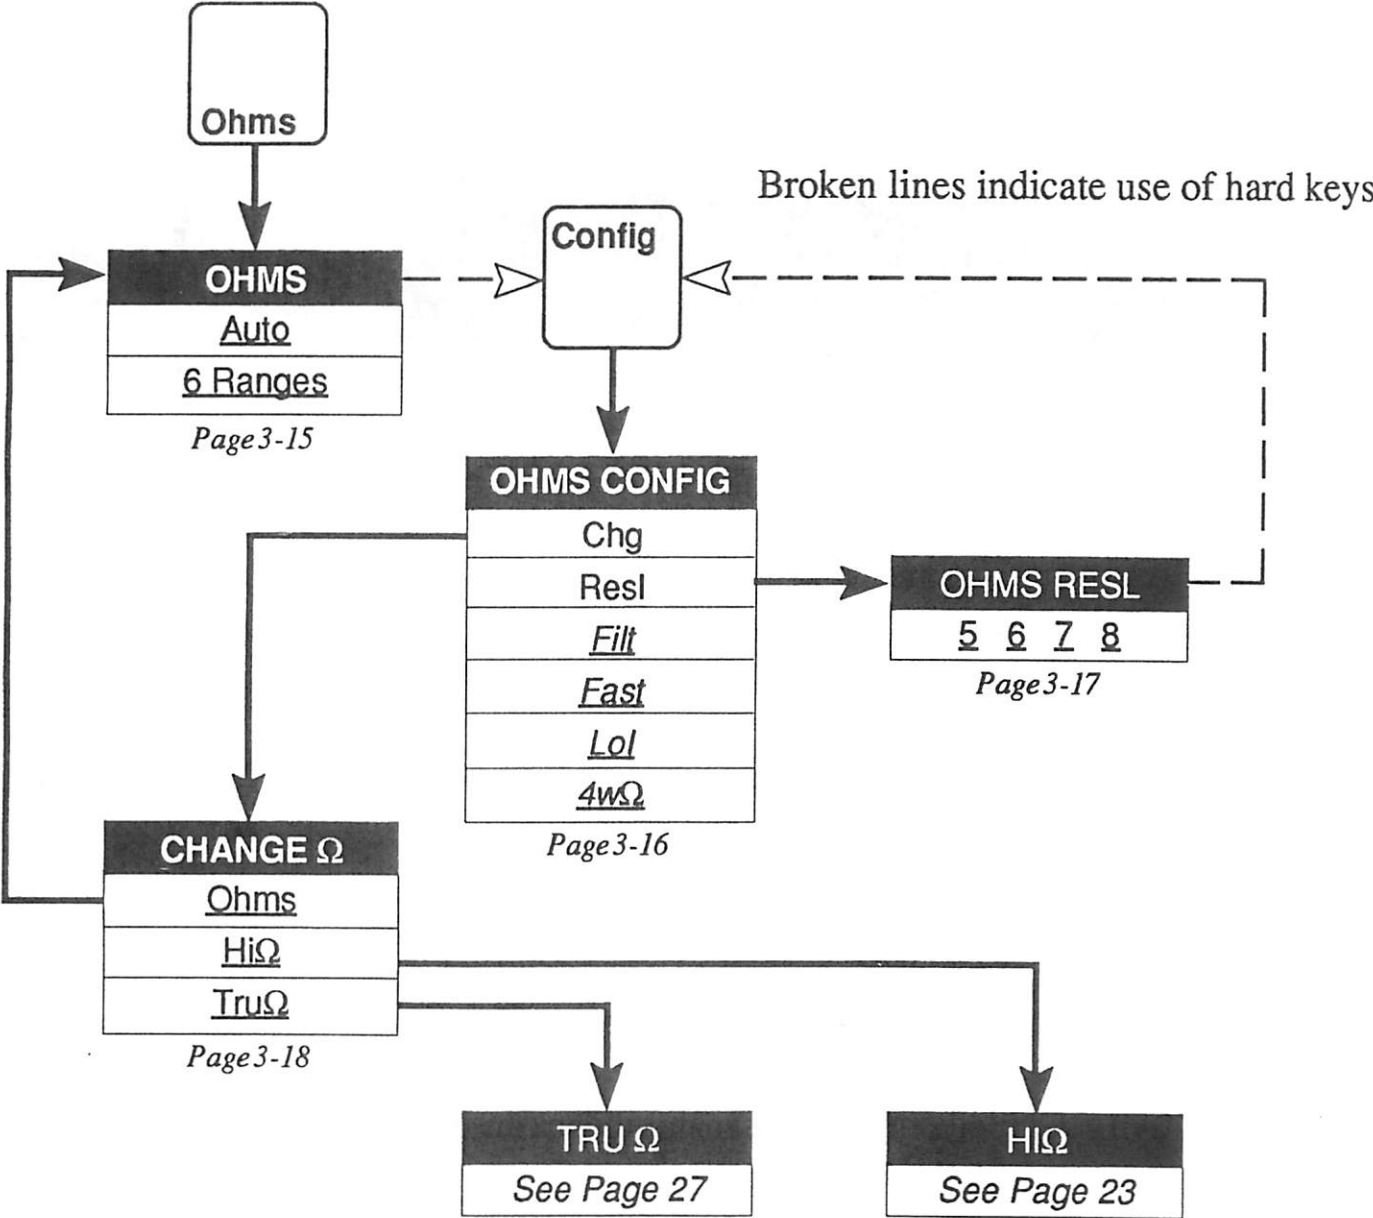 Ohms
Broken lines indicate use of hard keys
Config
OHMS
Auto
6 Ranges
Page 3-15
OHMS CONFIG
Chg
Resl
Filt
Fast
LoI
4wΩ
Page 3-16
OHMS RESL
5 6 7 8
Page 3-17
CHANGE Ω
Ohms
HiΩ
TruΩ
Page 3-18
TRU Ω
See Page 27
HIΩ
See Page 23